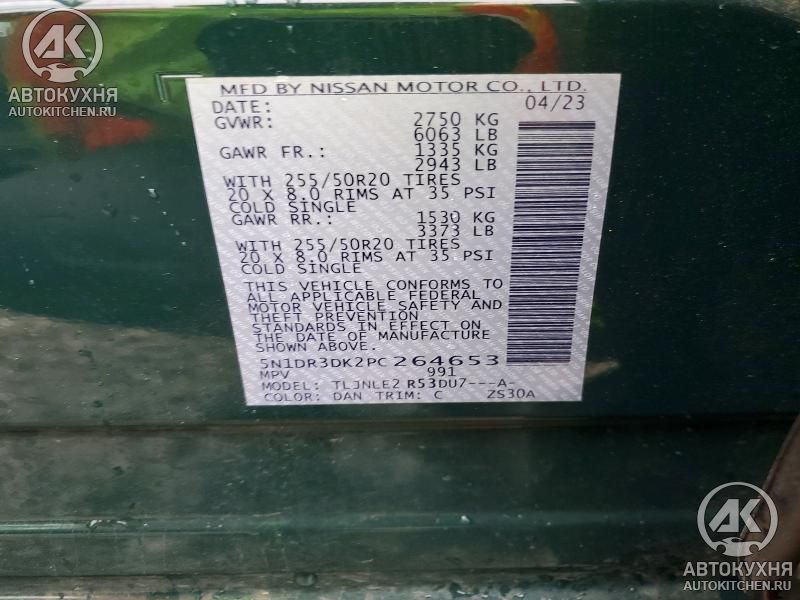 АК
АВТОКУХНЯ
AUTOKITCHEN.RU
MFD BY NISSAN MOTOR CO., LTD.
DATE: 04/23
GVWR: 2750 KG
6063 LB
GAWR FR.: 1335 KG
2943 LB
WITH 255/50R20 TIRES
20 X 8.0 RIMS AT 35 PSI
COLD SINGLE
GAWR RR.: 1530 KG
3373 LB
WITH 255/50R20 TIRES
20 X 8.0 RIMS AT 35 PSI
COLD SINGLE
THIS VEHICLE CONFORMS TO
ALL APPLICABLE FEDERAL
MOTOR VEHICLE SAFETY AND
THEFT PREVENTION
STANDARDS IN EFFECT ON
THE DATE OF MANUFACTURE
SHOWN ABOVE.
5N1DR3DK2PC264653
MPV 991
MODEL: TLJNLE2 R53DU7---A-
COLOR: DAN TRIM: C ZS30A
АК
АВТОКУХНЯ
AUTOKITCHEN.RU